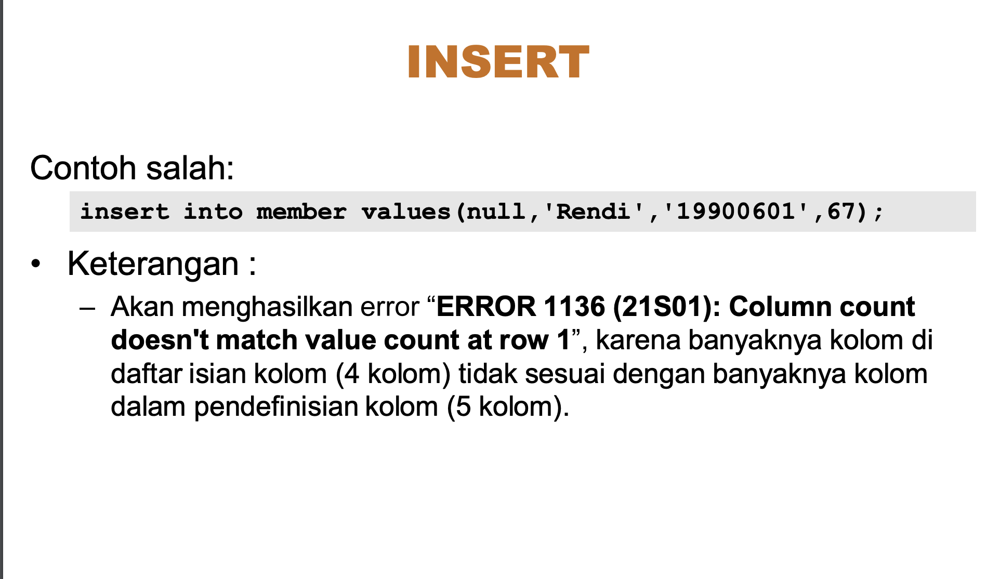 INSERT
Contoh salah:
insert into member values(null,'Rendi','19900601',67);
• Keterangan :
– Akan menghasilkan error “ERROR 1136 (21S01): Column count
doesn't match value count at row 1”, karena banyaknya kolom di
daftar isian kolom (4 kolom) tidak sesuai dengan banyaknya kolom
dalam pendefinisian kolom (5 kolom).